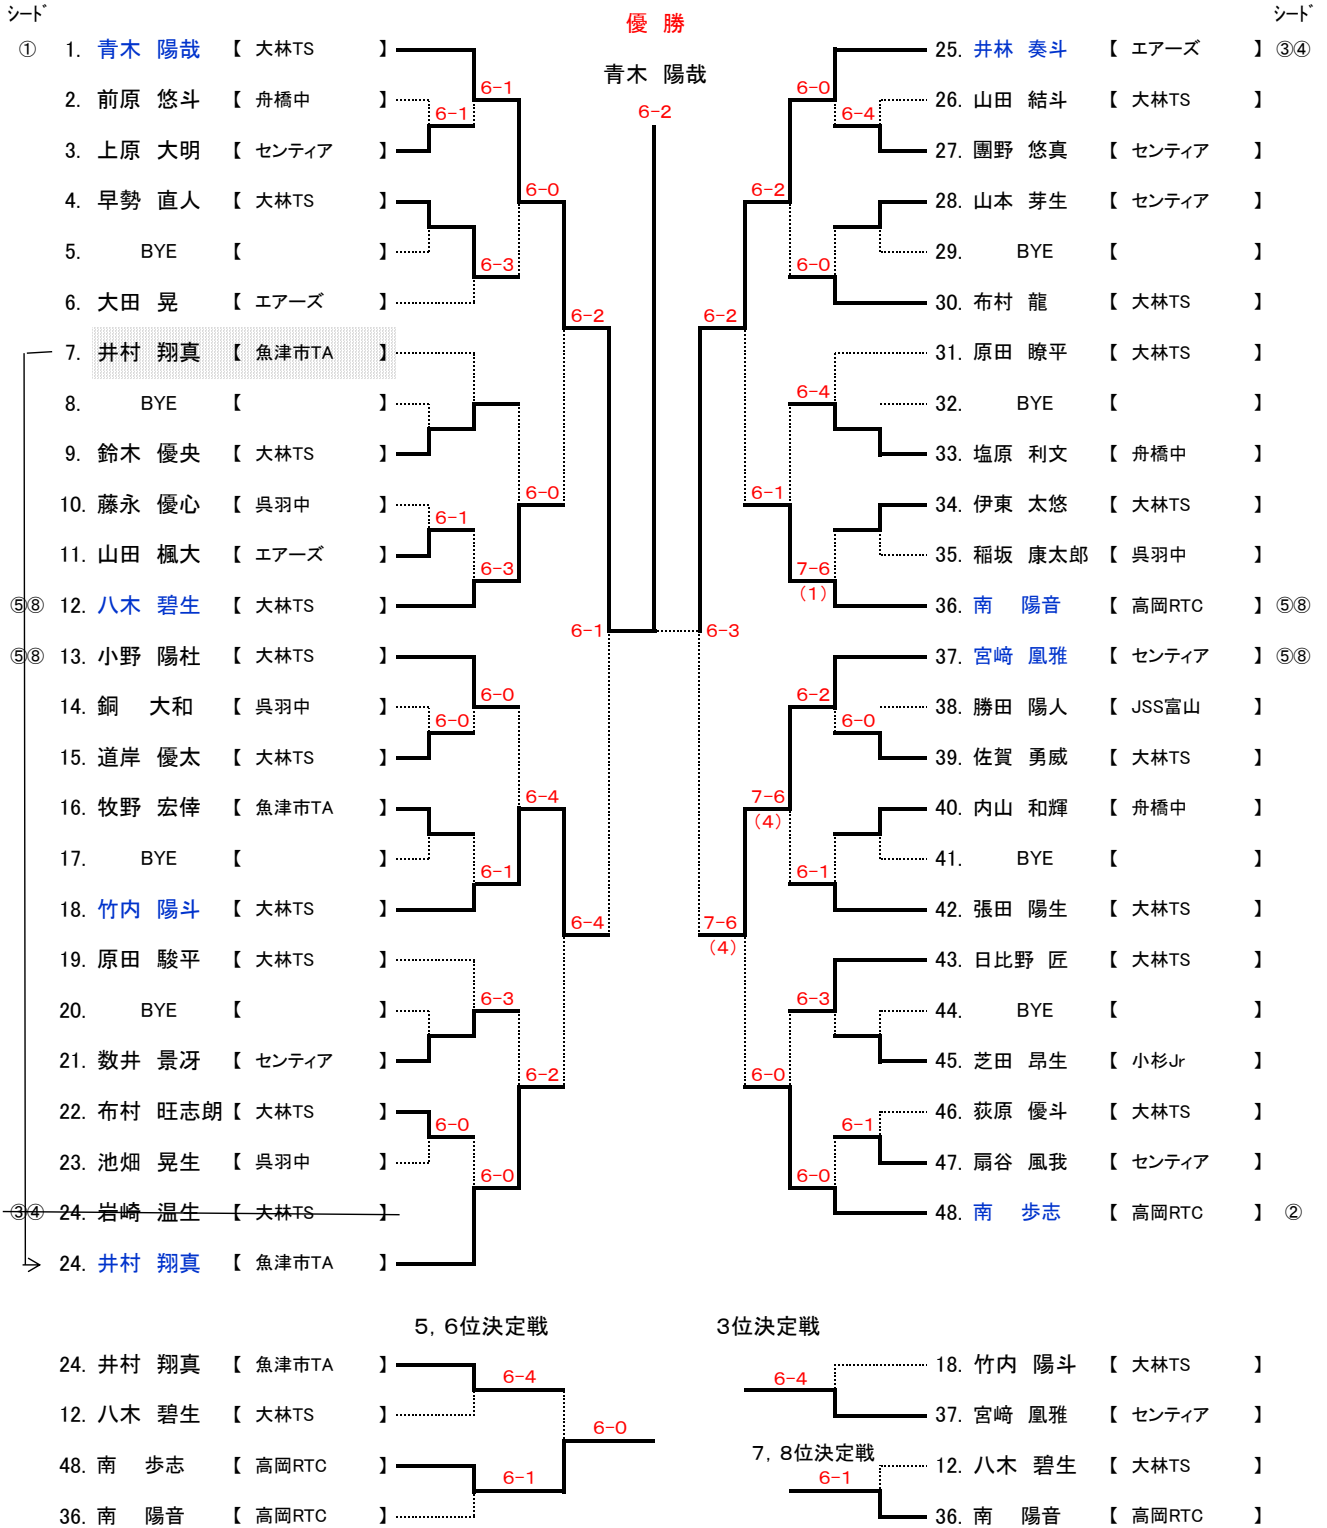 シード 優 勝 シード
① 1. 青木 陽哉 【 大林TS 】 25. 井林 奏斗 【 エアーズ 】 ③④
青木 陽哉
6-1 6-0
2. 前原 悠斗 【 舟橋中 】 26. 山田 結斗 【 大林TS 】
6-1 6-2 6-4
3. 上原 大明 【 センティア 】 27. 團野 悠真 【 センティア 】
6-0 6-2
4. 早勢 直人 【 大林TS 】 28. 山本 芽生 【 センティア 】
5. BYE 【 】 29. BYE 【 】
6-3 6-0
6. 大田 晃 【 エアーズ 】 30. 布村 龍 【 大林TS 】
6-2 6-2
7. 井村 翔真 【 魚津市TA 】 31. 原田 瞭平 【 大林TS 】
6-4
8. BYE 【 】 32. BYE 【 】
9. 鈴木 優央 【 大林TS 】 33. 塩原 利文 【 舟橋中 】
6-0 6-1
10. 藤永 優心 【 呉羽中 】 34. 伊東 太悠 【 大林TS 】
6-1
11. 山田 楓大 【 エアーズ 】 35. 稲坂 康太郎 【 呉羽中 】
6-3 7-6
(1)
⑤⑧ 12. 八木 碧生 【 大林TS 】 36. 南 陽音 【 高岡RTC 】 ⑤⑧
6-1 6-3
⑤⑧ 13. 小野 陽杜 【 大林TS 】 37. 宮﨑 凰雅 【 センティア 】 ⑤⑧
6-0 6-2
14. 銅 大和 【 呉羽中 】 38. 勝田 陽人 【 JSS富山 】
6-0 6-0
15. 道岸 優太 【 大林TS 】 39. 佐賀 勇威 【 大林TS 】
6-4 7-6
16. 牧野 宏倖 【 魚津市TA 】 40. 内山 和輝 【 舟橋中 】
(4)
17. BYE 【 】 41. BYE 【 】
6-1 6-1
18. 竹内 陽斗 【 大林TS 】 42. 張田 陽生 【 大林TS 】
6-4 7-6
(4)
19. 原田 駿平 【 大林TS 】 43. 日比野 匠 【 大林TS 】
6-3 6-3
20. BYE 【 】 44. BYE 【 】
21. 数井 景冴 【 センティア 】 45. 芝田 昂生 【 小杉Jr 】
6-2 6-0
22. 布村 旺志朗 【 大林TS 】 46. 荻原 優斗 【 大林TS 】
6-0 6-1
23. 池畑 晃生 【 呉羽中 】 47. 扇谷 風我 【 センティア 】
6-0 6-0
③④ 24. 岩崎 温生 【 大林TS 】 48. 南 歩志 【 高岡RTC 】 ②
24. 井村 翔真 【 魚津市TA 】
5, 6位決定戦 3位決定戦
24. 井村 翔真 【 魚津市TA 】 18. 竹内 陽斗 【 大林TS 】
6-4 6-4
12. 八木 碧生 【 大林TS 】 37. 宮﨑 凰雅 【 センティア 】
6-0
7, 8位決定戦
48. 南 歩志 【 高岡RTC 】 12. 八木 碧生 【 大林TS 】
6-1 6-1
36. 南 陽音 【 高岡RTC 】 36. 南 陽音 【 高岡RTC 】